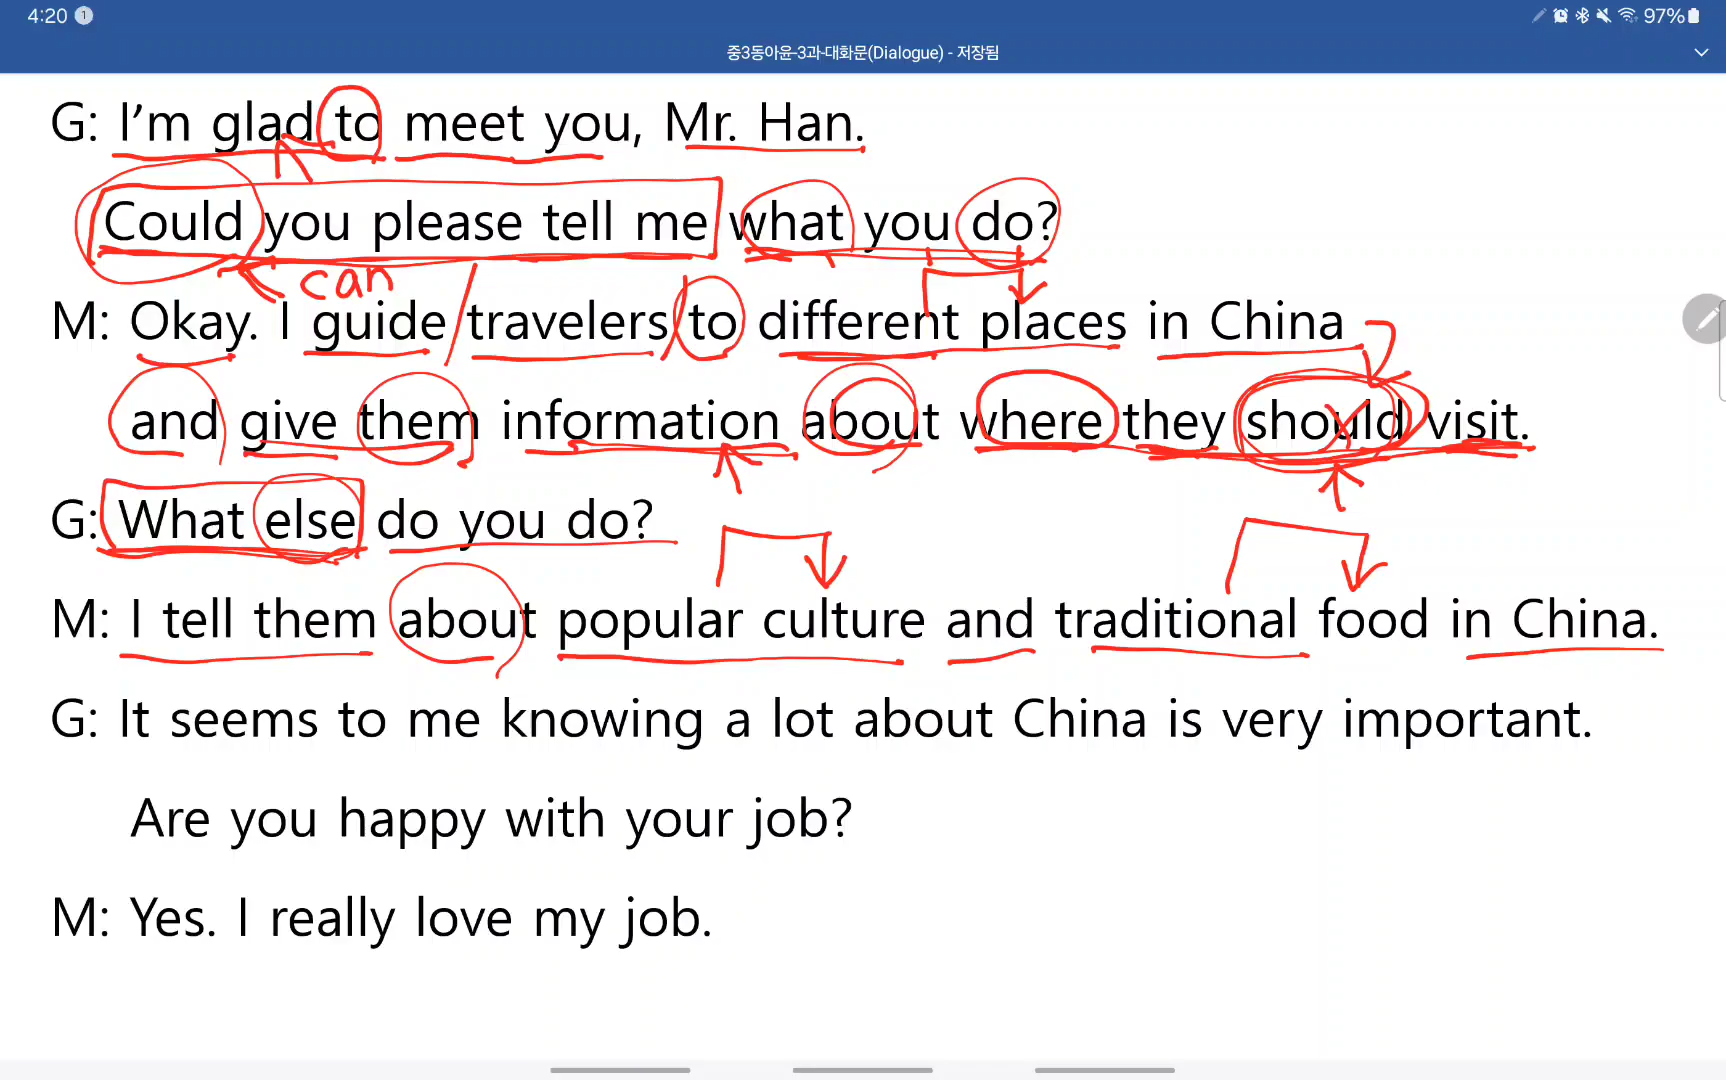 4:20 1 97%
중3동아윤-3과-대화문(Dialogue) - 저장됨
G: I'm glad to meet you, Mr. Han.
Could you please tell me what you do?
can
M: Okay. I guide travelers to different places in China
and give them information about where they should visit.
G: What else do you do?
M: I tell them about popular culture and traditional food in China.
G: It seems to me knowing a lot about China is very important.
Are you happy with your job?
M: Yes. I really love my job.